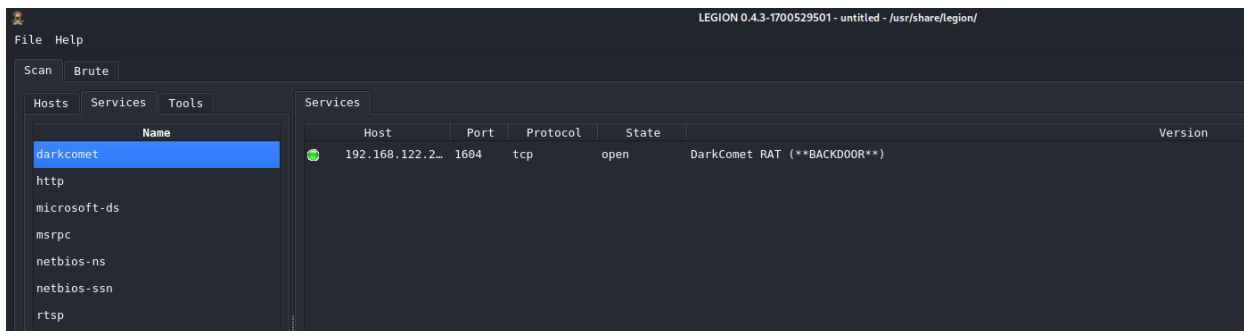 LEGION 0.4.3-1700529501 - untitled - /usr/share/legion/
File Help
Scan Brute
Hosts Services Tools Services
Name Host Port Protocol State Version
darkcomet 192.168.122.2… 1604 tcp open DarkComet RAT (**BACKDOOR**)
http
microsoft-ds
msrpc
netbios-ns
netbios-ssn
rtsp